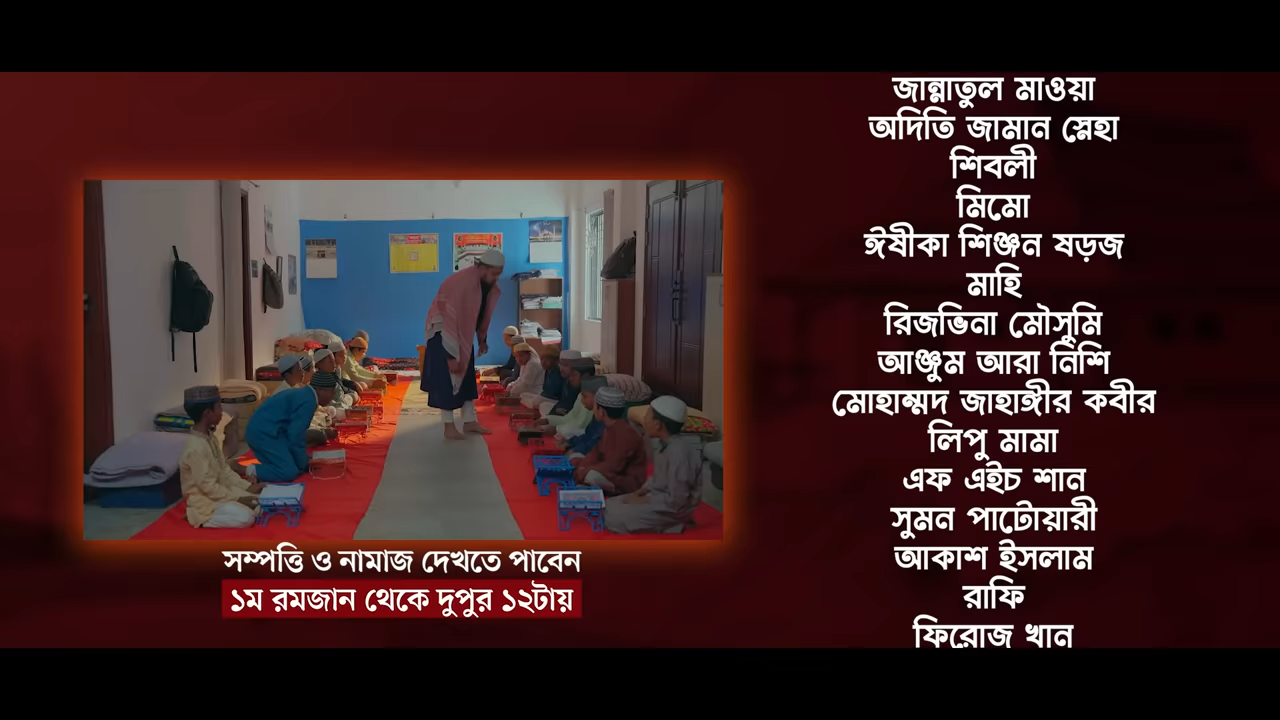 সম্পত্তি ও নামাজ দেখতে পাবেন
১ম রমজান থেকে দুপুর ১২টায়
জান্নাতুল মাওয়া
অদিতি জামান স্নেহা
শিবলী
মিমো
ঈষীকা শিঞ্জন ষড়জ
মাহি
রিজভিনা মৌসুমি
আঞ্জুম আরা নিশি
মোহাম্মদ জাহাঙ্গীর কবীর
লিপু মামা
এফ এইচ শান
সুমন পাটোয়ারী
আকাশ ইসলাম
রাফি
ফিরোজ খান